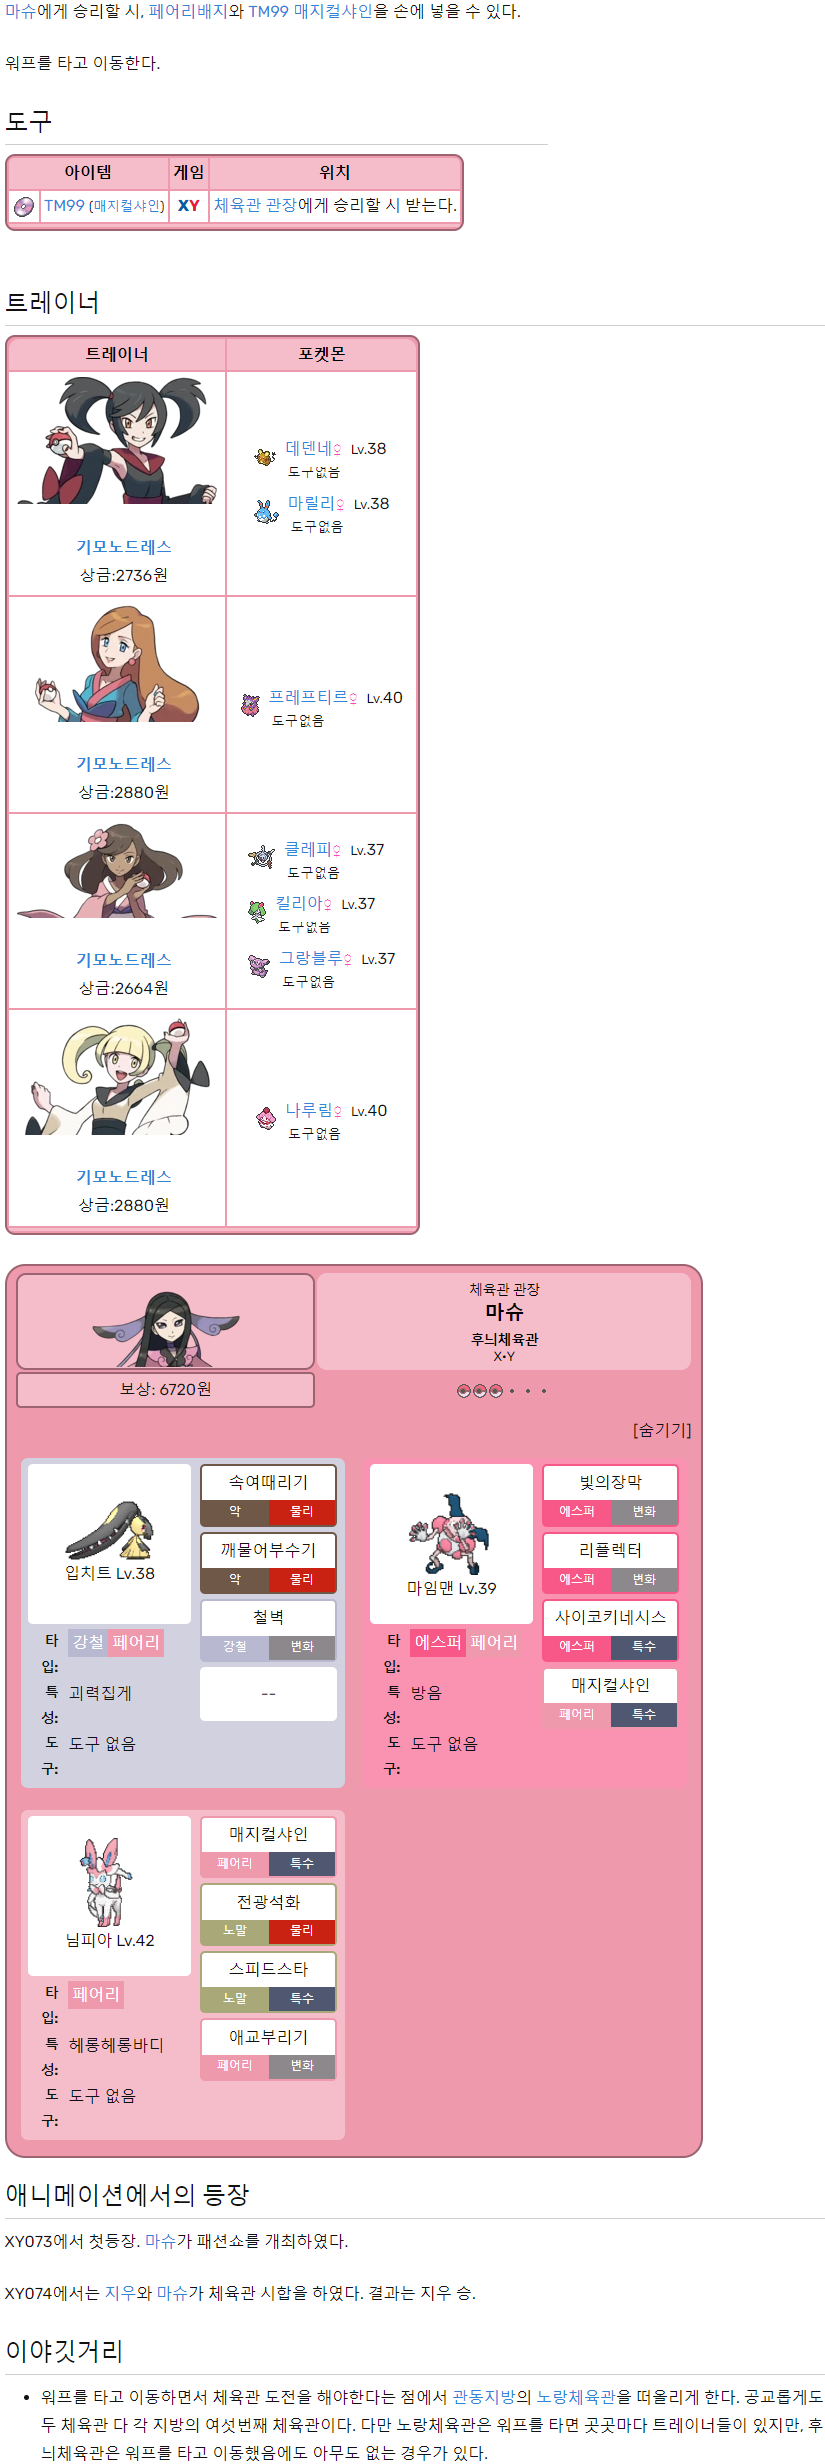 마슈에게 승리할 시, 페어리배지와 TM99 매지컬샤인을 손에 넣을 수 있다.
워프를 타고 이동한다.
도구
아이템 게임 위치
TM99 (매지컬샤인) XY 체육관 관장에게 승리할 시 받는다.
트레이너
트레이너 포켓몬
데덴네♀ Lv.38
도구없음
마릴리♀ Lv.38
도구없음
기모노드레스
상금:2736원
프레프티르♀ Lv.40
도구없음
기모노드레스
상금:2880원
클레피♀ Lv.37
도구없음
킬리아♀ Lv.37
도구없음
그랑블루♀ Lv.37
도구없음
기모노드레스
상금:2664원
나루림♀ Lv.40
도구없음
기모노드레스
상금:2880원
체육관 관장
마슈
후늬체육관
X•Y
보상: 6720원
[숨기기]
입치트 Lv.38
타입: 강철 페어리
특성: 괴력집게
도구: 도구 없음
속여때리기
악 물리
깨물어부수기
악 물리
철벽
강철 변화
--
마임맨 Lv.39
타입: 에스퍼 페어리
특성: 방음
도구: 도구 없음
빛의장막
에스퍼 변화
리플렉터
에스퍼 변화
사이코키네시스
에스퍼 특수
매지컬샤인
페어리 특수
님피아 Lv.42
타입: 페어리
특성: 헤롱헤롱바디
도구: 도구 없음
매지컬샤인
페어리 특수
전광석화
노말 물리
스피드스타
노말 특수
애교부리기
페어리 변화
애니메이션에서의 등장
XY073에서 첫등장. 마슈가 패션쇼를 개최하였다.
XY074에서는 지우와 마슈가 체육관 시합을 하였다. 결과는 지우 승.
이야깃거리
• 워프를 타고 이동하면서 체육관 도전을 해야한다는 점에서 관동지방의 노랑체육관을 떠올리게 한다. 공교롭게도
두 체육관 다 각 지방의 여섯번째 체육관이다. 다만 노랑체육관은 워프를 타면 곳곳마다 트레이너들이 있지만, 후
늬체육관은 워프를 타고 이동했음에도 아무도 없는 경우가 있다.